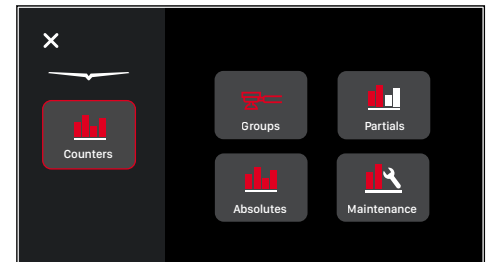 Groups
Partials
Counters
Absolutes
Maintenance